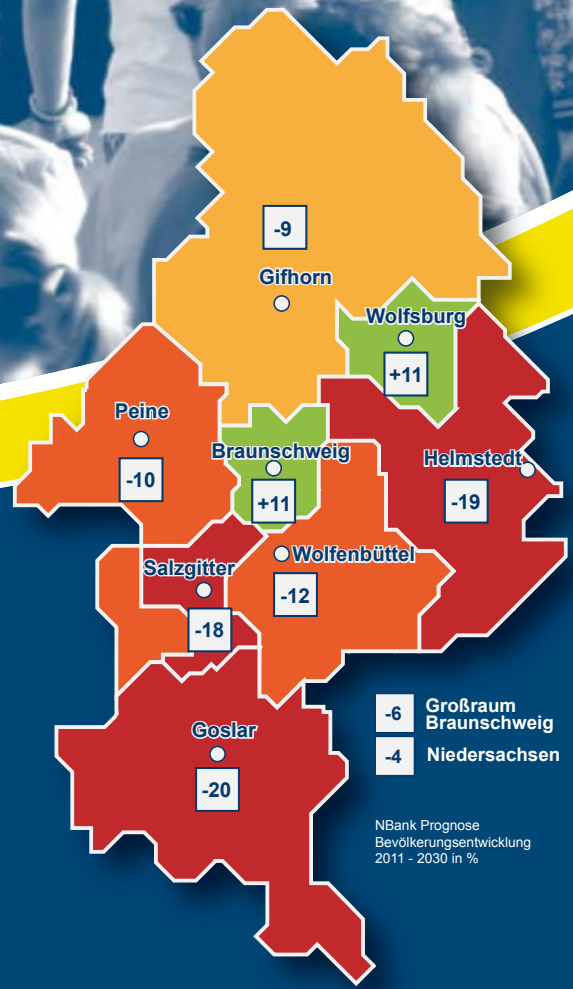 -9
Gifhorn
Wolfsburg
+11
Peine
-10
Braunschweig
+11
Helmstedt
-19
Wolfenbüttel
-12
Salzgitter
-18
Goslar
-20
-6 Großraum
Braunschweig
-4 Niedersachsen
NBank Prognose
Bevölkerungsentwicklung
2011 - 2030 in %